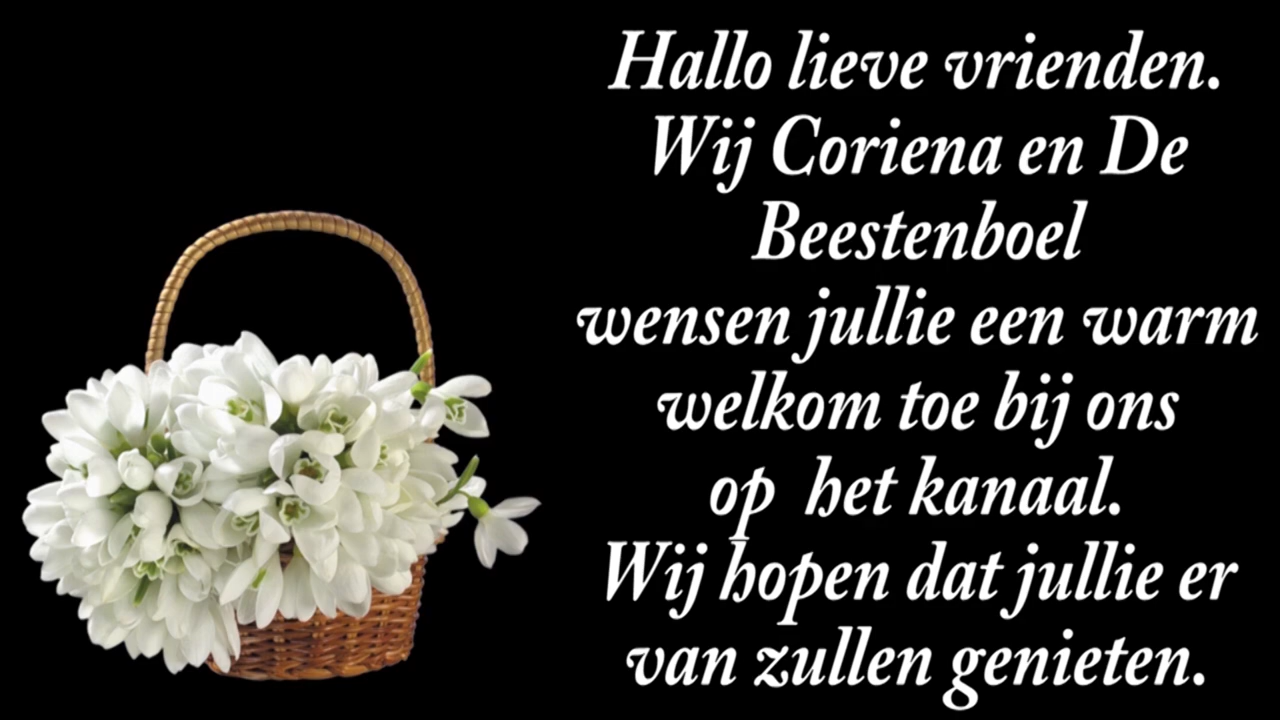 Hallo lieve vrienden.
Wij Coriena en De
Beestenboel
wensen jullie een warm
welkom toe bij ons
op het kanaal.
Wij hopen dat jullie er
van zullen genieten.